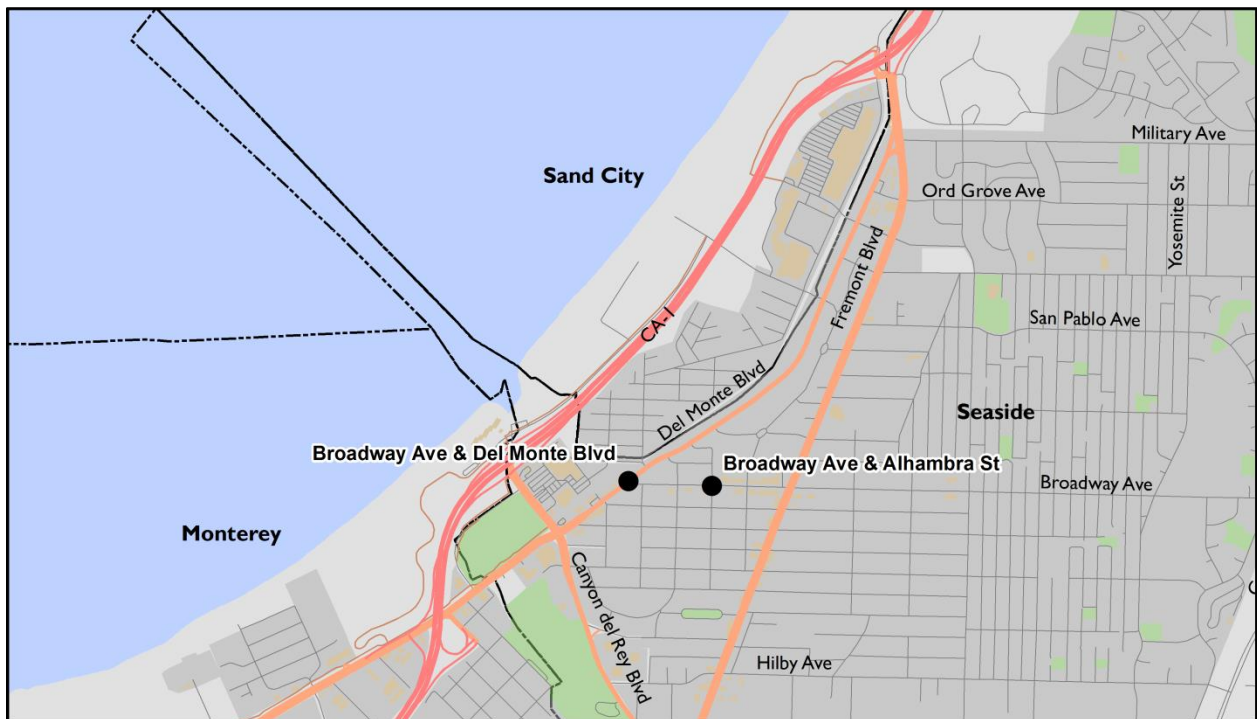 Military Ave
Sand City
Ord Grove Ave
Yosemite St
Fremont Blvd
CA-1
San Pablo Ave
Del Monte Blvd
Seaside
Broadway Ave & Del Monte Blvd
Broadway Ave & Alhambra St
Broadway Ave
Monterey
Canyon del Rey Blvd
Hilby Ave